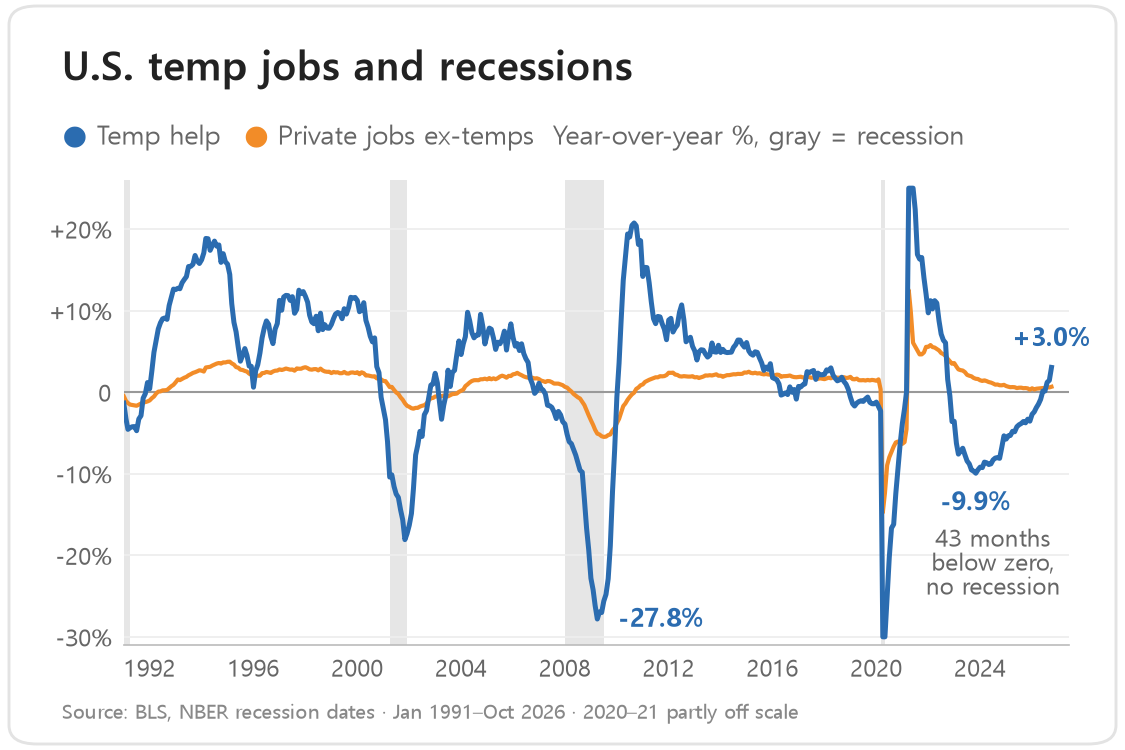 U.S. temp jobs and recessions
Temp help Private jobs ex-temps Year-over-year %, gray = recession
+20%
+10%
0
-10%
-20%
-30%
+3.0%
-9.9%
43 months
below zero,
no recession
-27.8%
1992 1996 2000 2004 2008 2012 2016 2020 2024
Source: BLS, NBER recession dates · Jan 1991–Oct 2026 · 2020–21 partly off scale